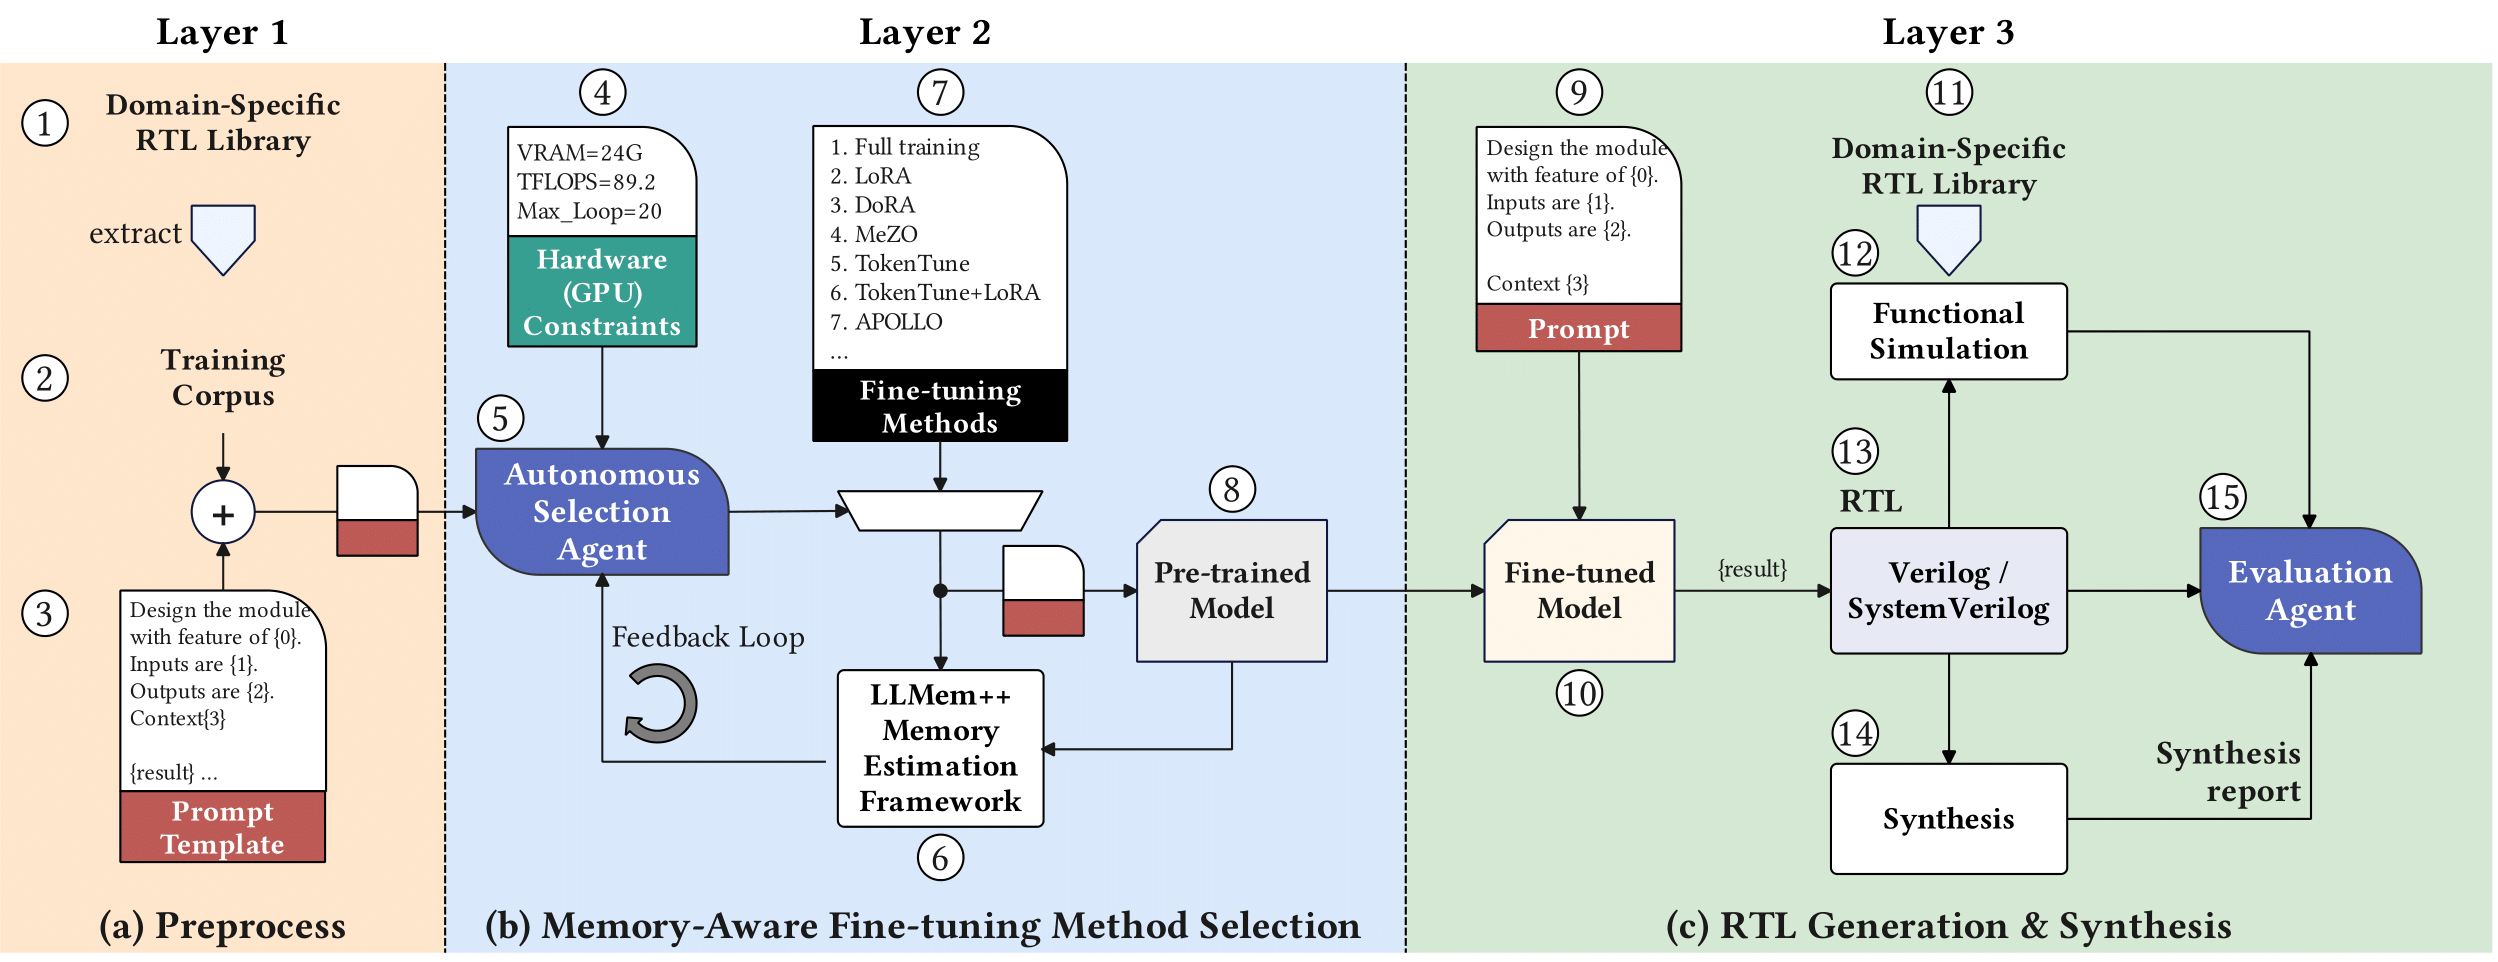 Layer 1
1
Domain-Specific
RTL Library
extract
2
Training
Corpus
+
3
Design the module
with feature of {0}.
Inputs are {1}.
Outputs are {2}.
Context{3}
{result} ...
Prompt
Template
(a) Preprocess
Layer 2
4
VRAM=24G
TFLOPS=89.2
Max_Loop=20
Hardware
(GPU)
Constraints
7
1. Full training
2. LoRA
3. DoRA
4. MeZO
5. TokenTune
6. TokenTune+LoRA
7. APOLLO
...
Fine-tuning
Methods
5
Autonomous
Selection
Agent
8
Pre-trained
Model
Feedback Loop
LLMem++
Memory
Estimation
Framework
6
(b) Memory-Aware Fine-tuning Method Selection
Layer 3
9
Design the module
with feature of {0}.
Inputs are {1}.
Outputs are {2}.
Context {3}
Prompt
Fine-tuned
Model
10
{result}
11
Domain-Specific
RTL Library
12
Functional
Simulation
13
RTL
Verilog /
SystemVerilog
14
Synthesis
15
Evaluation
Agent
Synthesis
report
(c) RTL Generation & Synthesis